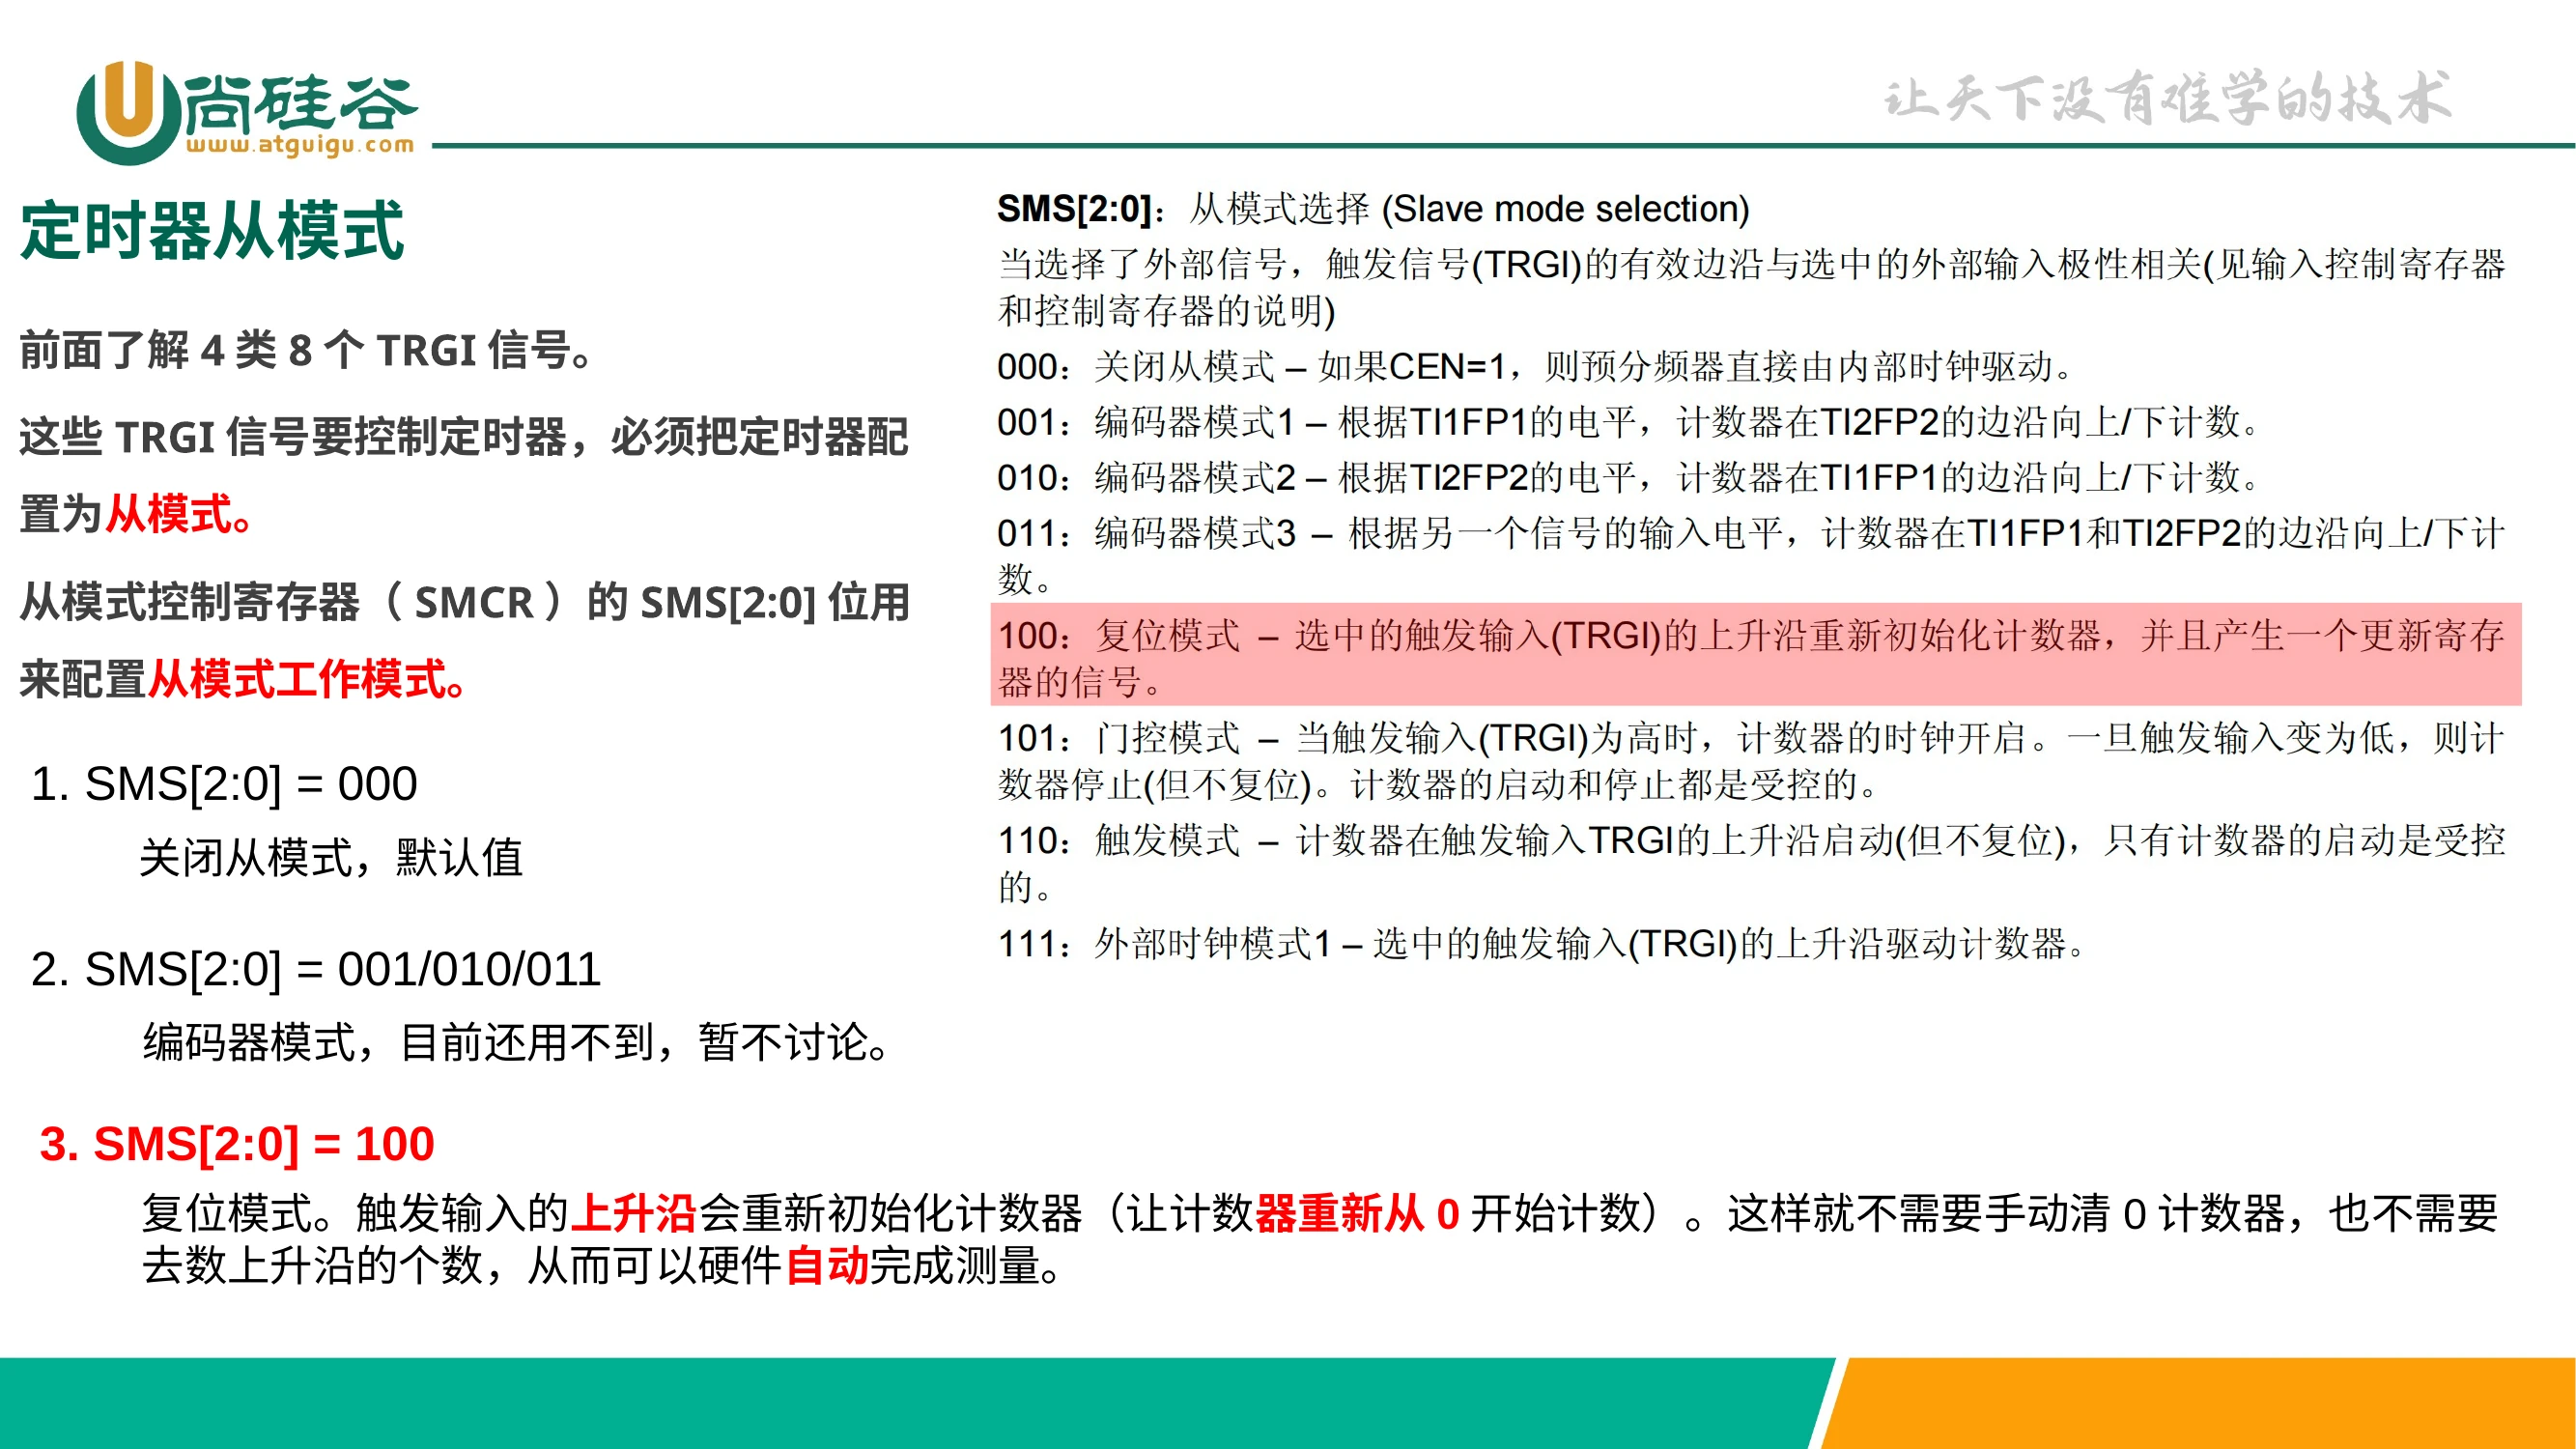 尚硅谷
www.atguigu.com
让天下没有难学的技术
定时器从模式
前面了解 4 类 8 个 TRGI 信号。
这些 TRGI 信号要控制定时器，必须把定时器配
置为从模式。
从模式控制寄存器（ SMCR ）的 SMS[2:0] 位用
来配置从模式工作模式。
1. SMS[2:0] = 000
关闭从模式，默认值
2. SMS[2:0] = 001/010/011
编码器模式，目前还用不到，暂不讨论。
SMS[2:0]：从模式选择 (Slave mode selection)
当选择了外部信号，触发信号(TRGI)的有效边沿与选中的外部输入极性相关(见输入控制寄存器
和控制寄存器的说明)
000：关闭从模式 – 如果CEN=1，则预分频器直接由内部时钟驱动。
001：编码器模式1 – 根据TI1FP1的电平，计数器在TI2FP2的边沿向上/下计数。
010：编码器模式2 – 根据TI2FP2的电平，计数器在TI1FP1的边沿向上/下计数。
011：编码器模式3 – 根据另一个信号的输入电平，计数器在TI1FP1和TI2FP2的边沿向上/下计
数。
100：复位模式 – 选中的触发输入(TRGI)的上升沿重新初始化计数器，并且产生一个更新寄存
器的信号。
101：门控模式 – 当触发输入(TRGI)为高时，计数器的时钟开启。一旦触发输入变为低，则计
数器停止(但不复位)。计数器的启动和停止都是受控的。
110：触发模式 – 计数器在触发输入TRGI的上升沿启动(但不复位)，只有计数器的启动是受控
的。
111：外部时钟模式1 – 选中的触发输入(TRGI)的上升沿驱动计数器。
3. SMS[2:0] = 100
复位模式。触发输入的上升沿会重新初始化计数器（让计数器重新从 0 开始计数）。这样就不需要手动清 0 计数器，也不需要
去数上升沿的个数，从而可以硬件自动完成测量。